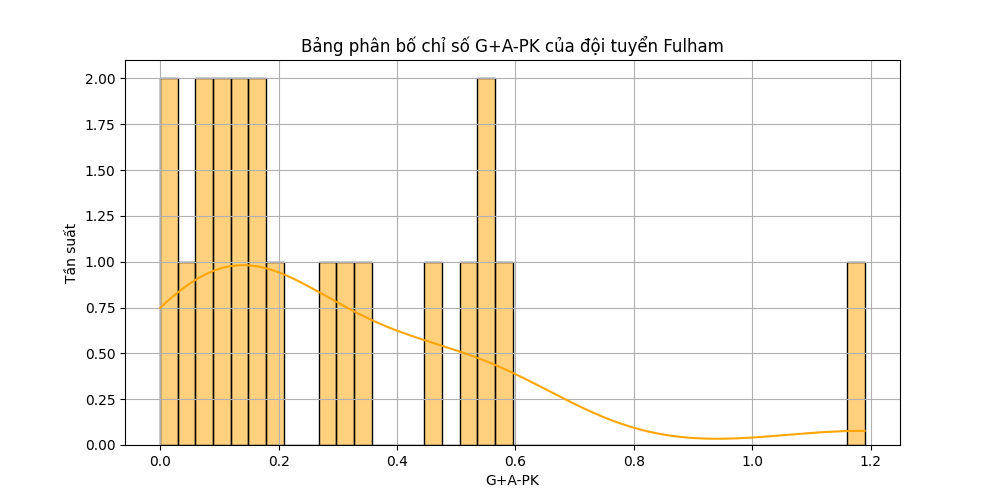 Bảng phân bố chỉ số G+A-PK của đội tuyển Fulham
Tần suất
2.00
1.75
1.50
1.25
1.00
0.75
0.50
0.25
0.00
0.0 0.2 0.4 0.6 0.8 1.0 1.2
G+A-PK